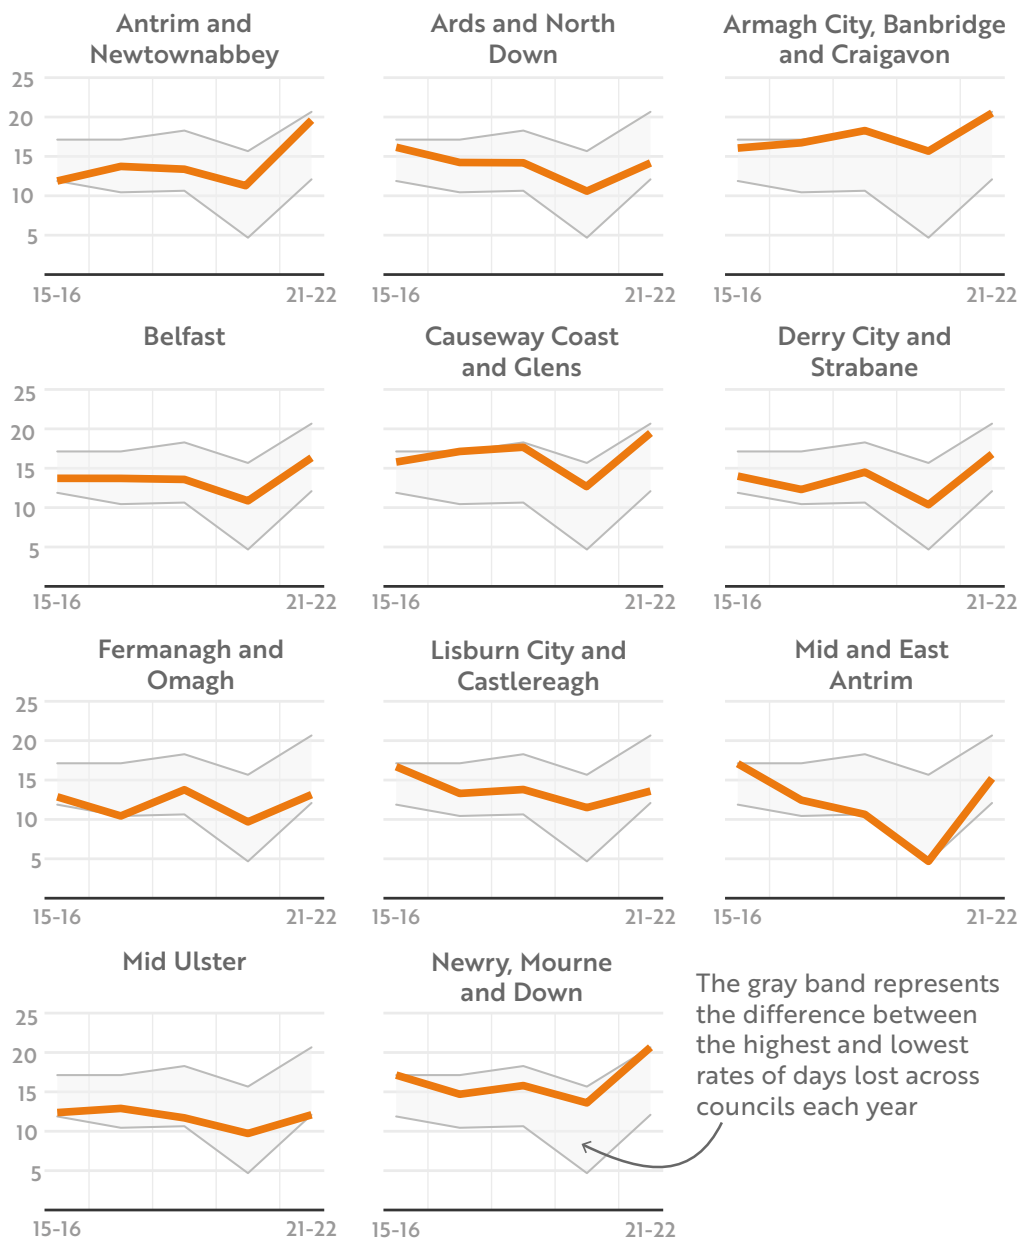 Antrim and
Newtownabbey
Ards and North
Down
Armagh City, Banbridge
and Craigavon
25
20
15
10
5
15-16
21-22
15-16
21-22
15-16
21-22
Belfast
Causeway Coast
and Glens
Derry City and
Strabane
25
20
15
10
5
15-16
21-22
15-16
21-22
15-16
21-22
Fermanagh and
Omagh
Lisburn City and
Castlereagh
Mid and East
Antrim
25
20
15
10
5
15-16
21-22
15-16
21-22
15-16
21-22
Mid Ulster
Newry, Mourne
and Down
25
20
15
10
5
15-16
21-22
15-16
21-22
The gray band represents
the difference between
the highest and lowest
rates of days lost across
councils each year